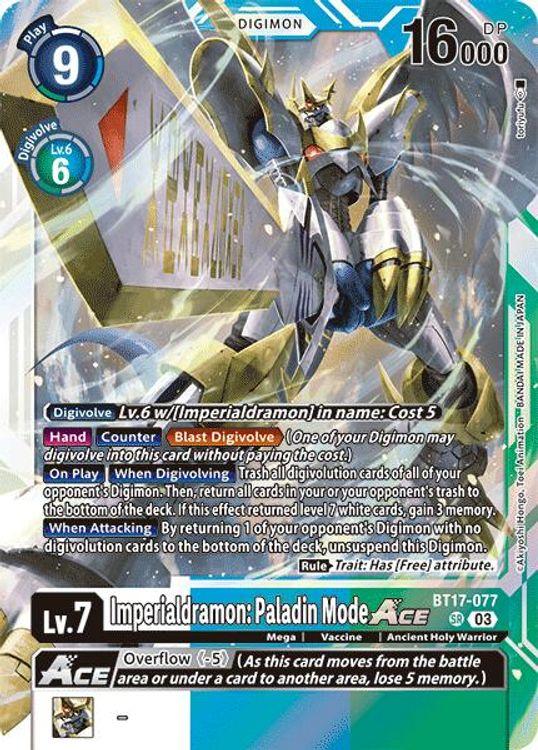 Play
9
DIGIMON
16000
DP
Digivolve
Lv.6
6
toriyufu
©Akiyoshi Hongo, Toei Animation BANDAI MADE IN JAPAN
Digivolve Lv.6 w/[Imperialdramon] in name: Cost 5
Hand Counter Blast Digivolve (One of your Digimon may
digivolve into this card without paying the cost.)
On Play When Digivolving Trash all digivolution cards of all of your
opponent's Digimon. Then, return all cards in your or your opponent's trash to
the bottom of the deck. If this effect returned level 7 white cards, gain 3 memory.
When Attacking By returning 1 of your opponent's Digimon with no
digivolution cards to the bottom of the deck, unsuspend this Digimon.
Rule Trait: Has [Free] attribute.
Lv.7
Imperialdramon: Paladin Mode ACE
BT17-077
SR 03
Mega | Vaccine | Ancient Holy Warrior
ACE
Overflow《-5》(As this card moves from the battle
area or under a card to another area, lose 5 memory.)
-